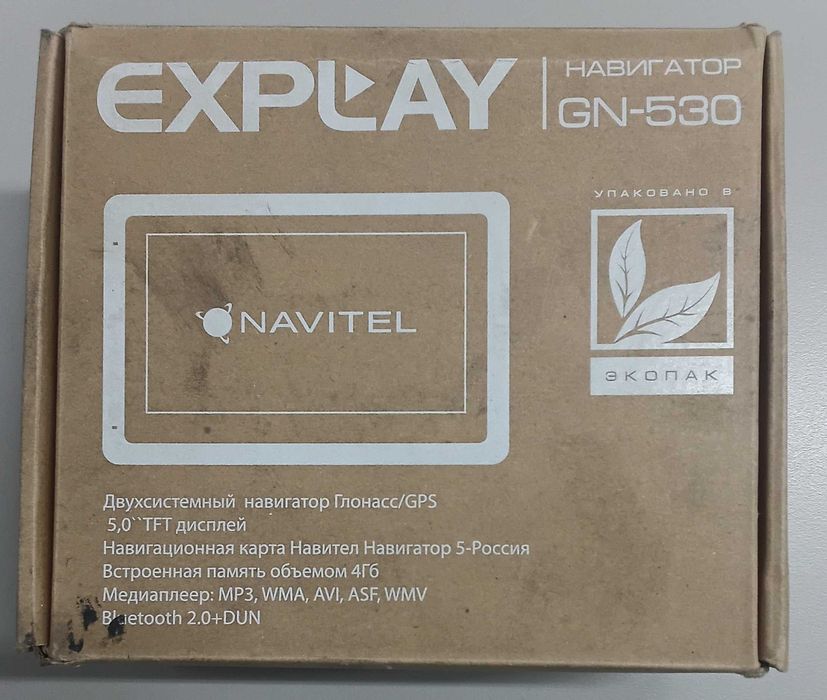 EXPLAY
НАВИГАТОР
GN-530
УПАКОВАНО В
ЭКОПАК
NAVITEL
Двухсистемный навигатор Глонасс/GPS
5,0`` TFT дисплей
Навигационная карта Навител Навигатор 5-Россия
Встроенная память объемом 4Гб
Медиаплеер: MP3, WMA, AVI, ASF, WMV
Bluetooth 2.0+DUN